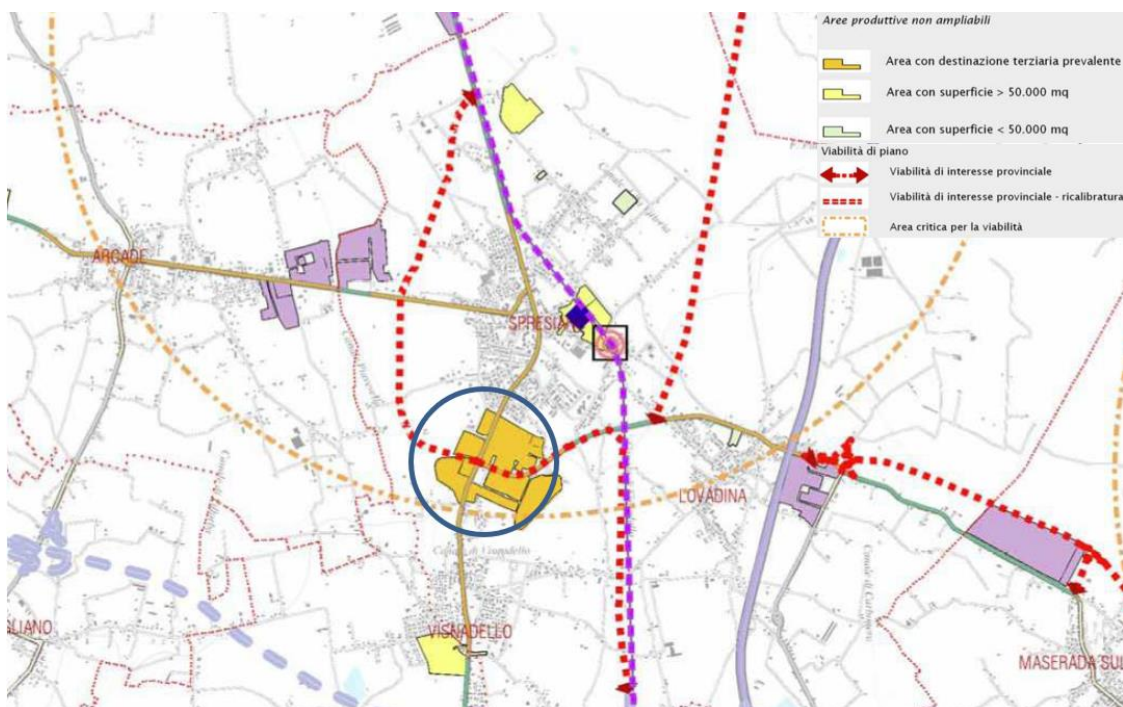 Aree produttive non ampliabili
Area con destinazione terziaria prevalente
Area con superficie > 50.000 mq
Area con superficie < 50.000 mq
Viabilità di piano
Viabilità di interesse provinciale
Viabilità di interesse provinciale - ricalibratura
Area critica per la viabilità
ARCADE
SPRESIANO
LOVADINA
VISNADELLO
GLIANO
MASERADA SUL